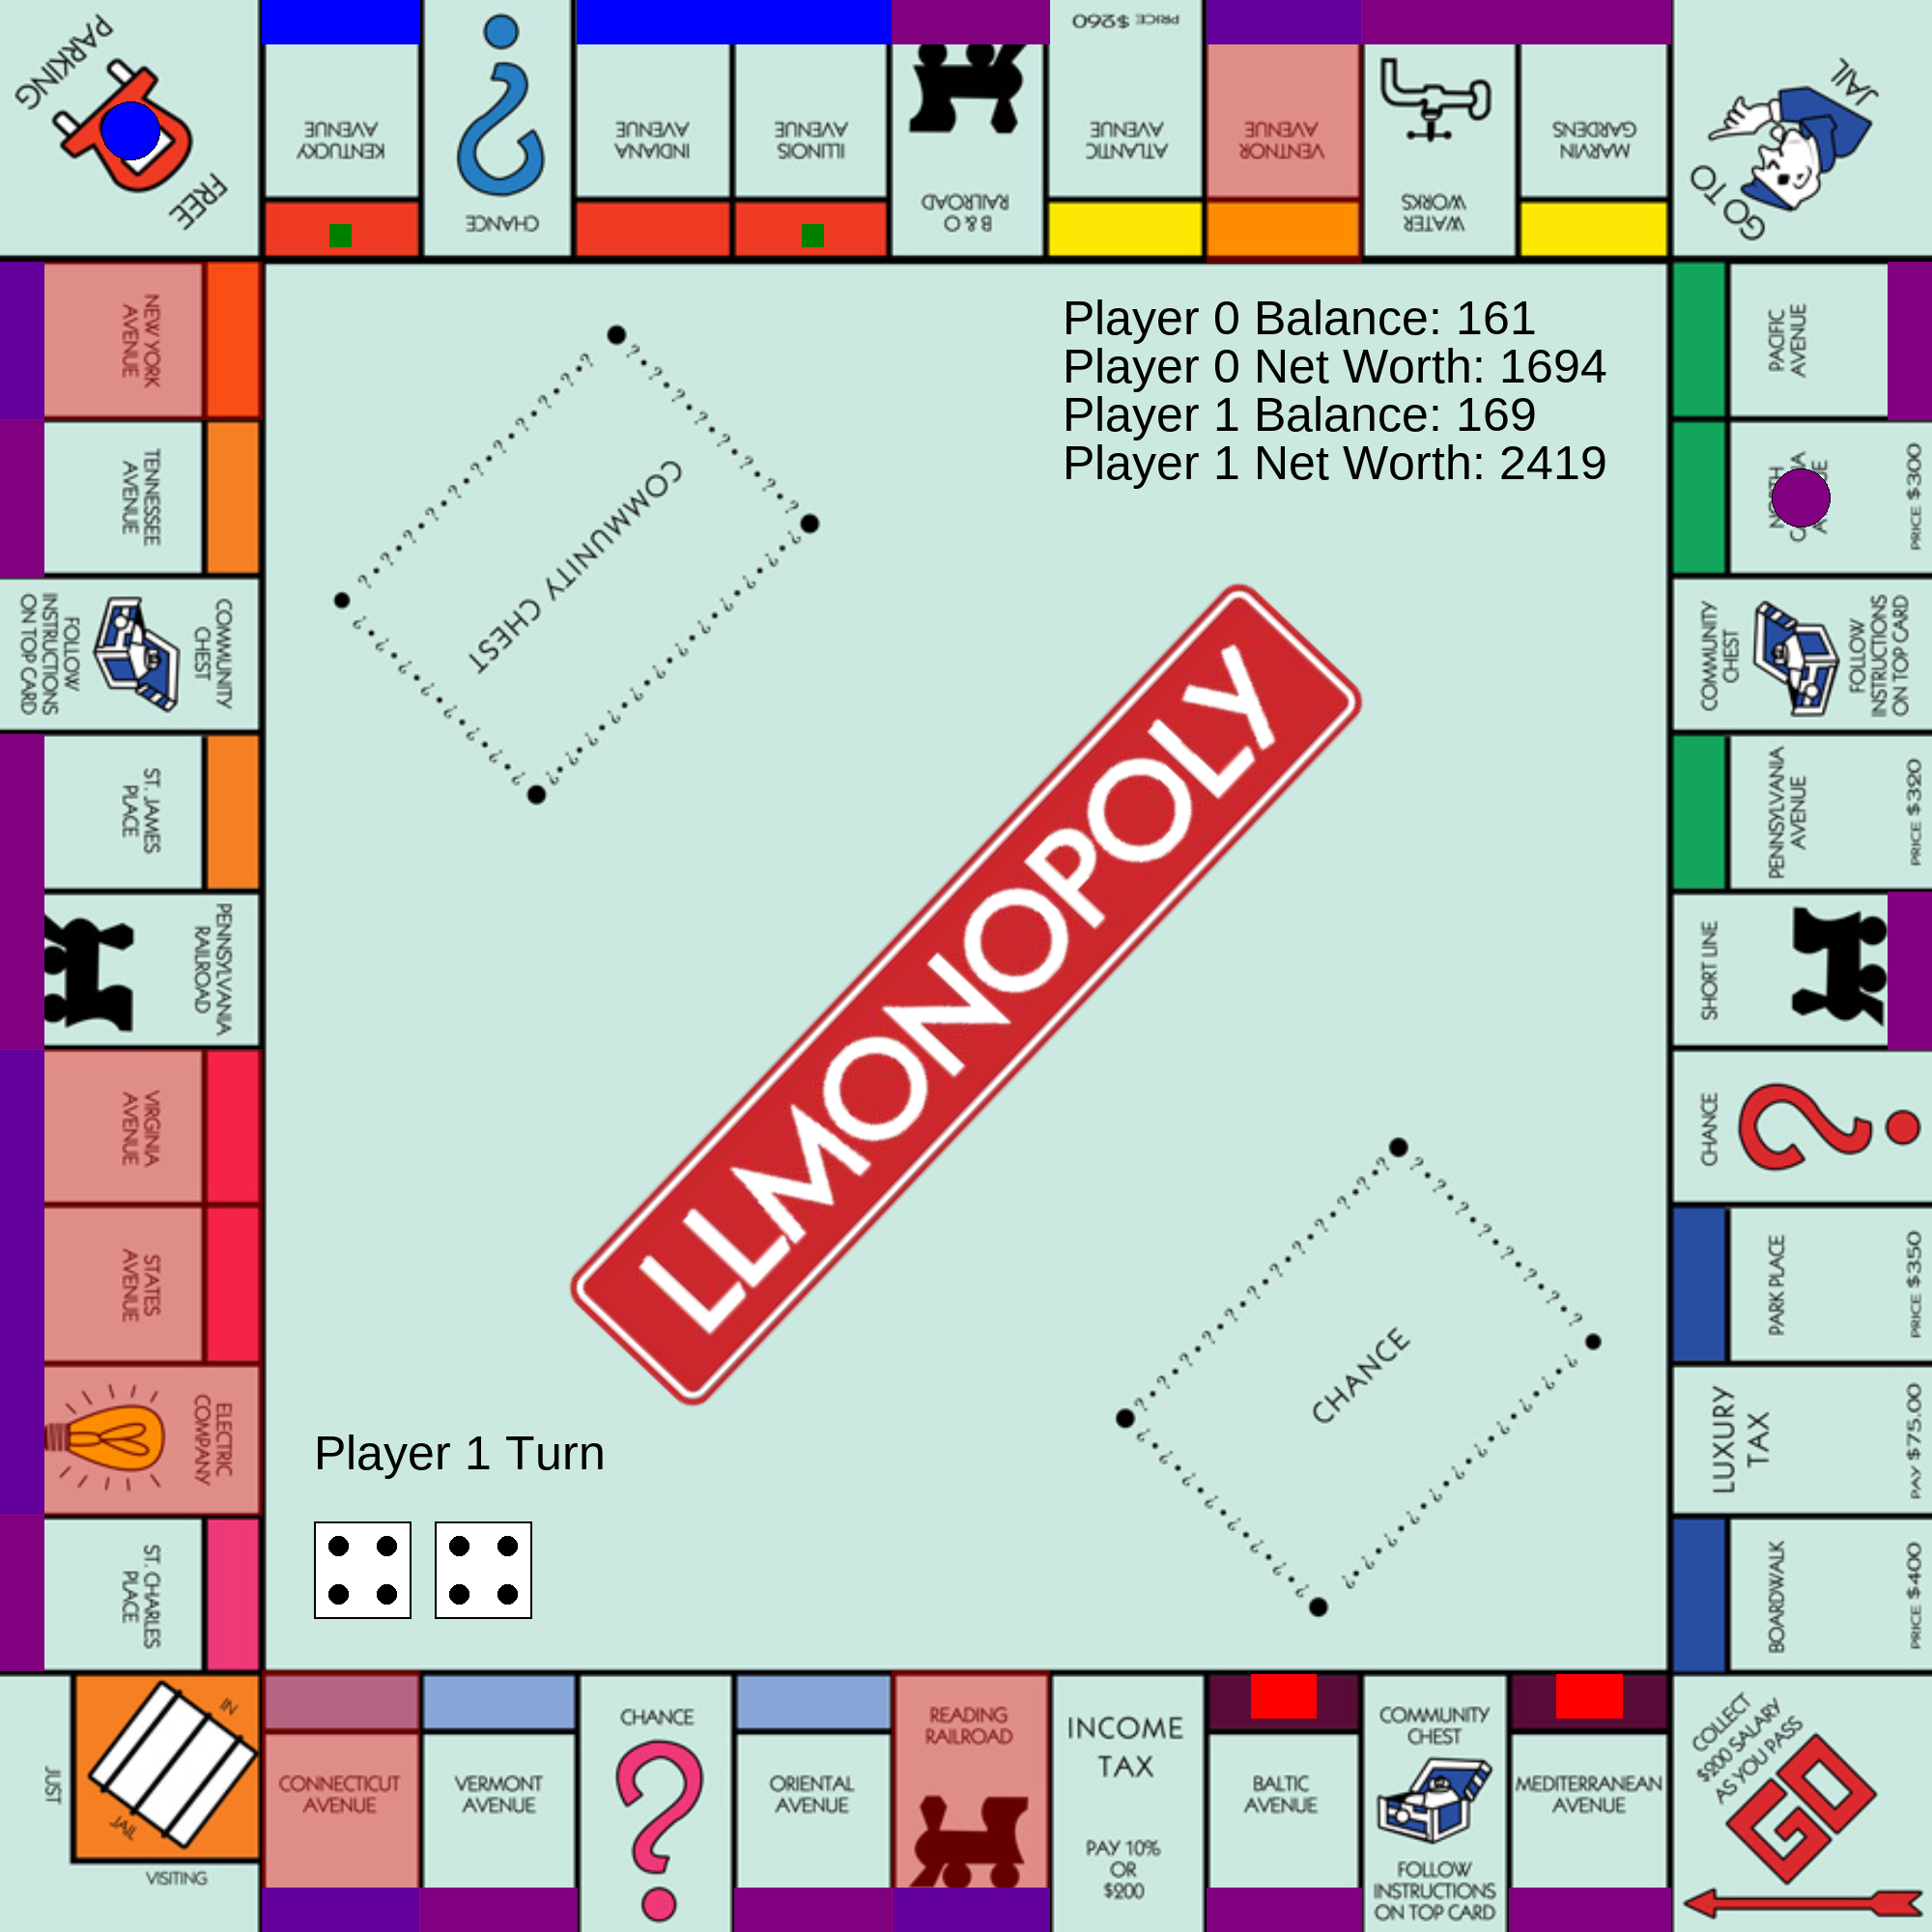 PARKING
FREE
KENTUCKY
AVENUE
CHANCE
INDIANA
AVENUE
ILLINOIS
AVENUE
B & O
RAILROAD
PRICE $260
ATLANTIC
AVENUE
VENTNOR
AVENUE
WATER
WORKS
MARVIN
GARDENS
GO TO
JAIL
NEW YORK
AVENUE
TENNESSEE
AVENUE
COMMUNITY
CHEST
FOLLOW
INSTRUCTIONS
ON TOP CARD
ST. JAMES
PLACE
PENNSYLVANIA
RAILROAD
VIRGINIA
AVENUE
STATES
AVENUE
ELECTRIC
COMPANY
ST. CHARLES
PLACE
Player 0 Balance: 161
Player 0 Net Worth: 1694
Player 1 Balance: 169
Player 1 Net Worth: 2419
COMMUNITY CHEST
LLMONOPOLY
CHANCE
Player 1 Turn
PACIFIC
AVENUE
PRICE $300
COMMUNITY
CHEST
FOLLOW
INSTRUCTIONS
ON TOP CARD
PENNSYLVANIA
AVENUE
PRICE $320
SHORT LINE
CHANCE
PARK PLACE
PRICE $350
LUXURY
TAX
PAY $75.00
BOARDWALK
PRICE $400
JUST
VISITING
IN
JAIL
CONNECTICUT
AVENUE
VERMONT
AVENUE
CHANCE
ORIENTAL
AVENUE
READING
RAILROAD
INCOME
TAX
PAY 10%
OR
$200
BALTIC
AVENUE
COMMUNITY
CHEST
FOLLOW
INSTRUCTIONS
ON TOP CARD
MEDITERRANEAN
AVENUE
COLLECT
$200 SALARY
AS YOU PASS
GO